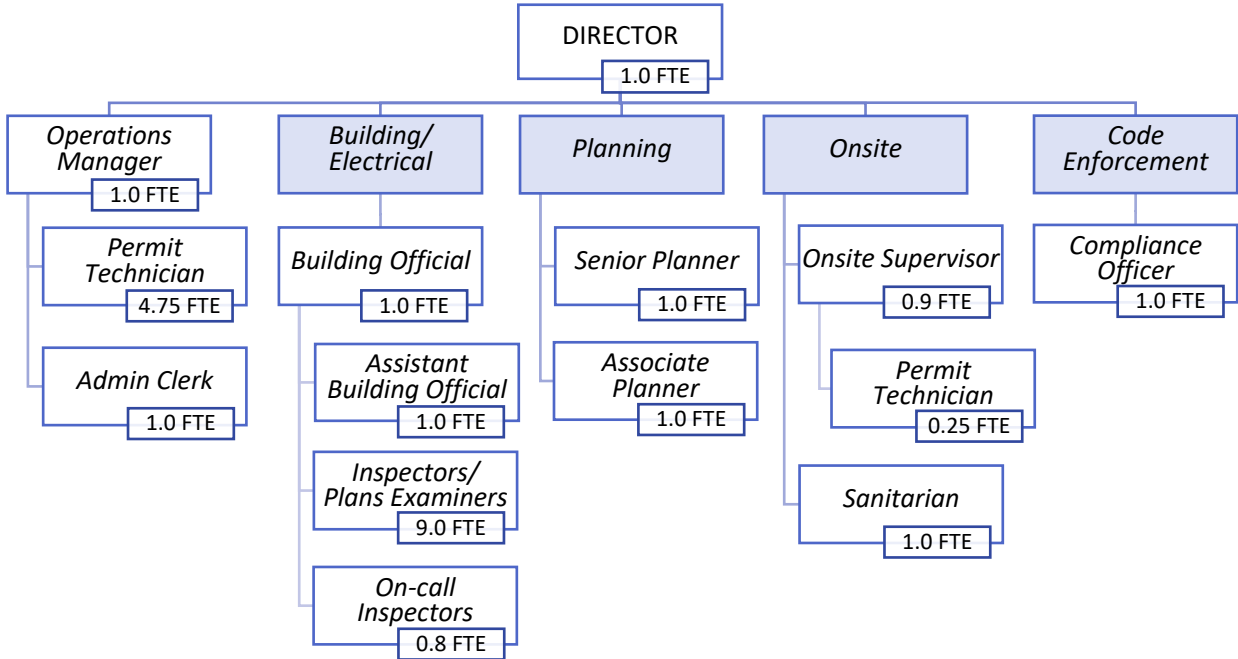 DIRECTOR
1.0 FTE
Operations
Manager
1.0 FTE
Permit
Technician
4.75 FTE
Admin Clerk
1.0 FTE
Building/
Electrical
Building Official
1.0 FTE
Assistant
Building Official
1.0 FTE
Inspectors/
Plans Examiners
9.0 FTE
On-call
Inspectors
0.8 FTE
Planning
Senior Planner
1.0 FTE
Associate
Planner
1.0 FTE
Onsite
Onsite Supervisor
0.9 FTE
Permit
Technician
0.25 FTE
Sanitarian
1.0 FTE
Code
Enforcement
Compliance
Officer
1.0 FTE